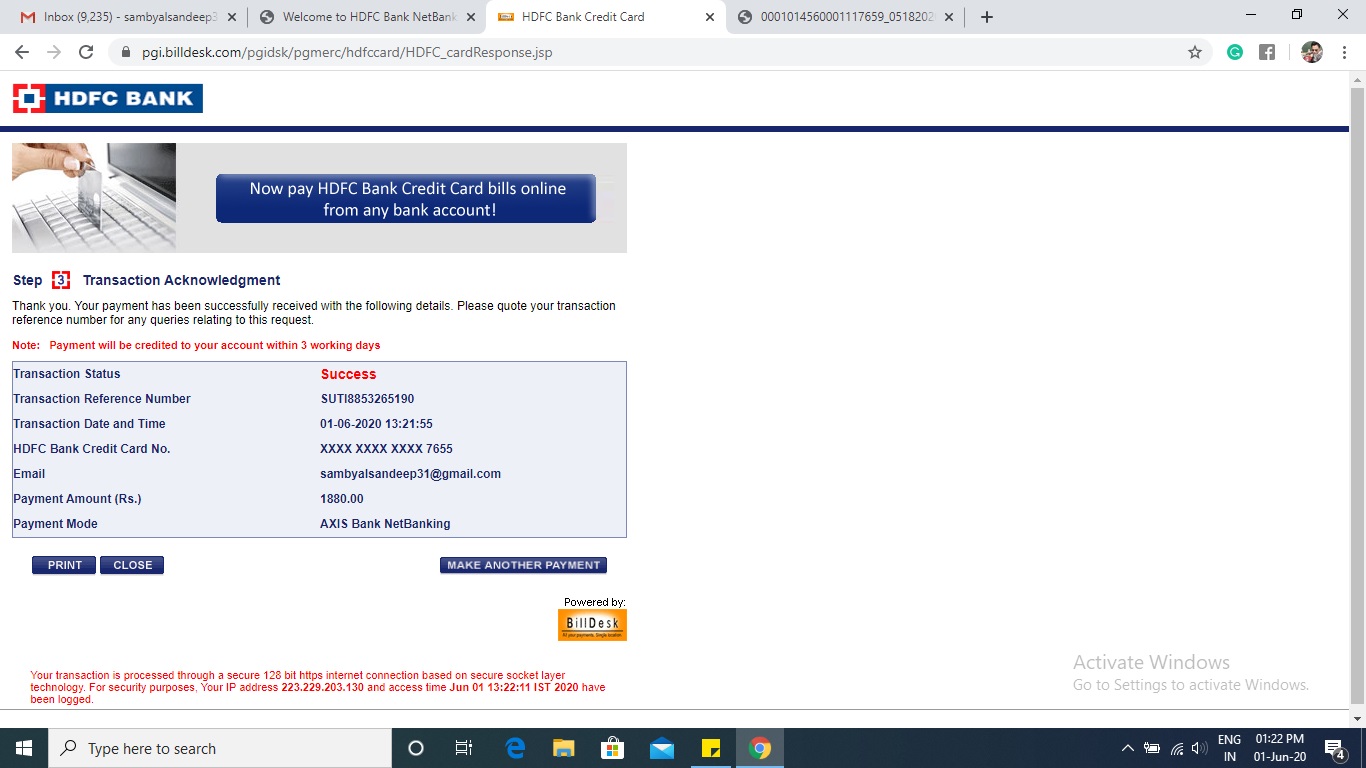 Inbox (9,235) - sambyalsandeep3
Welcome to HDFC Bank NetBank
HDFC Bank Credit Card
0001014560001117659_0518202
pgi.billdesk.com/pgidsk/pgmerc/hdfccard/HDFC_cardResponse.jsp
HDFC BANK
Now pay HDFC Bank Credit Card bills online
from any bank account!
Step 3 Transaction Acknowledgment
Thank you. Your payment has been successfully received with the following details. Please quote your transaction
reference number for any queries relating to this request.
Note: Payment will be credited to your account within 3 working days
Transaction Status Success
Transaction Reference Number SUTI8853265190
Transaction Date and Time 01-06-2020 13:21:55
HDFC Bank Credit Card No. XXXX XXXX XXXX 7655
Email sambyalsandeep31@gmail.com
Payment Amount (Rs.) 1880.00
Payment Mode AXIS Bank NetBanking
PRINT CLOSE MAKE ANOTHER PAYMENT
Powered by:
BillDesk
All your payments, Single location
Your transaction is processed through a secure 128 bit https internet connection based on secure socket layer
technology. For security purposes, Your IP address 223.229.203.130 and access time Jun 01 13:22:11 IST 2020 have
been logged.
Activate Windows
Go to Settings to activate Windows.
Type here to search
ENG
IN
01:22 PM
01-Jun-20
4